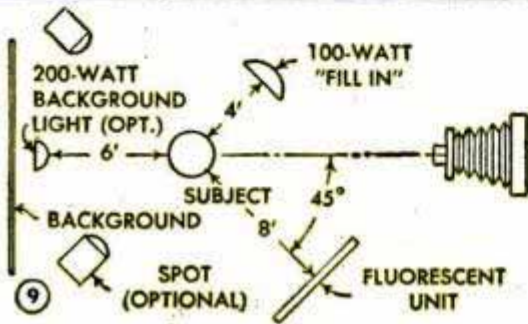 200-WATT
BACKGROUND
LIGHT (OPT.)
6'
4'
100-WATT
"FILL IN"
SUBJECT
45°
8'
BACKGROUND
SPOT
(OPTIONAL)
FLUORESCENT
UNIT
9